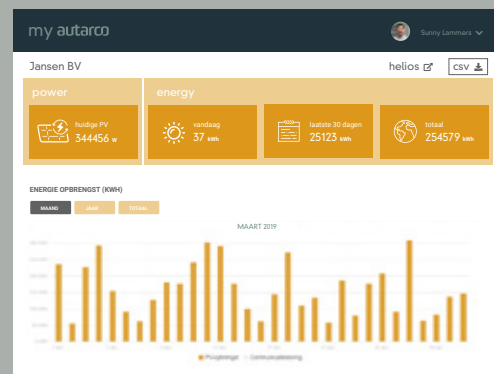 my autarco
Sunny Lammers
Jansen BV
helios
csv
power
energy
huidige PV
344456 w
vandaag
37 kWh
laatste 30 dagen
25123 kWh
totaal
254579 kWh
ENERGIE OPBRENGST (KWH)
MAAND
JAAR
TOTAAL
MAART 2019